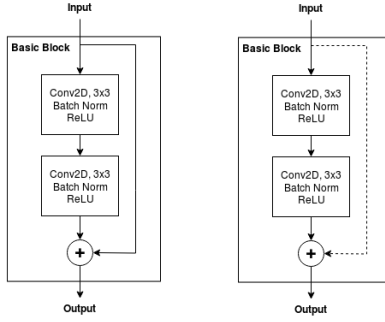 Input
Basic Block
Conv2D, 3x3
Batch Norm
ReLU
Conv2D, 3x3
Batch Norm
ReLU
+
Output
Input
Basic Block
Conv2D, 3x3
Batch Norm
ReLU
Conv2D, 3x3
Batch Norm
ReLU
+
Output